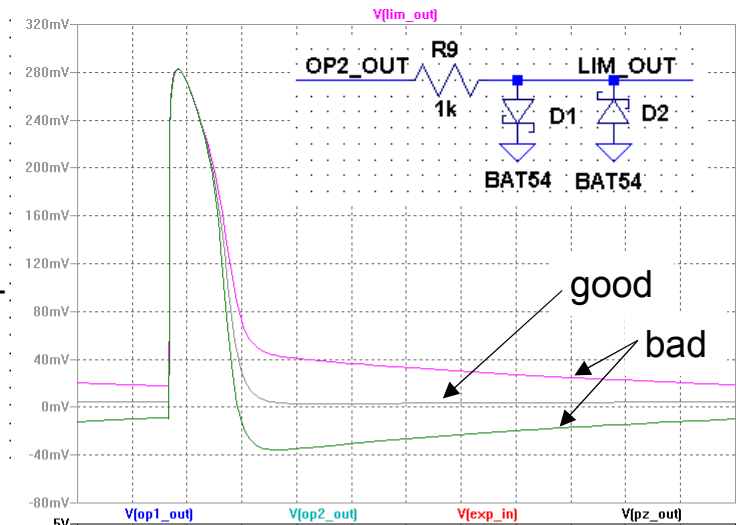 V(lim_out)
320mV
280mV
240mV
200mV
160mV
120mV
80mV
40mV
0mV
-40mV
-80mV
R9
OP2_OUT
LIM_OUT
1k
D1
D2
BAT54
BAT54
good
bad
5V
V(op1_out)
V(op2_out)
V(exp_in)
V(pz_out)